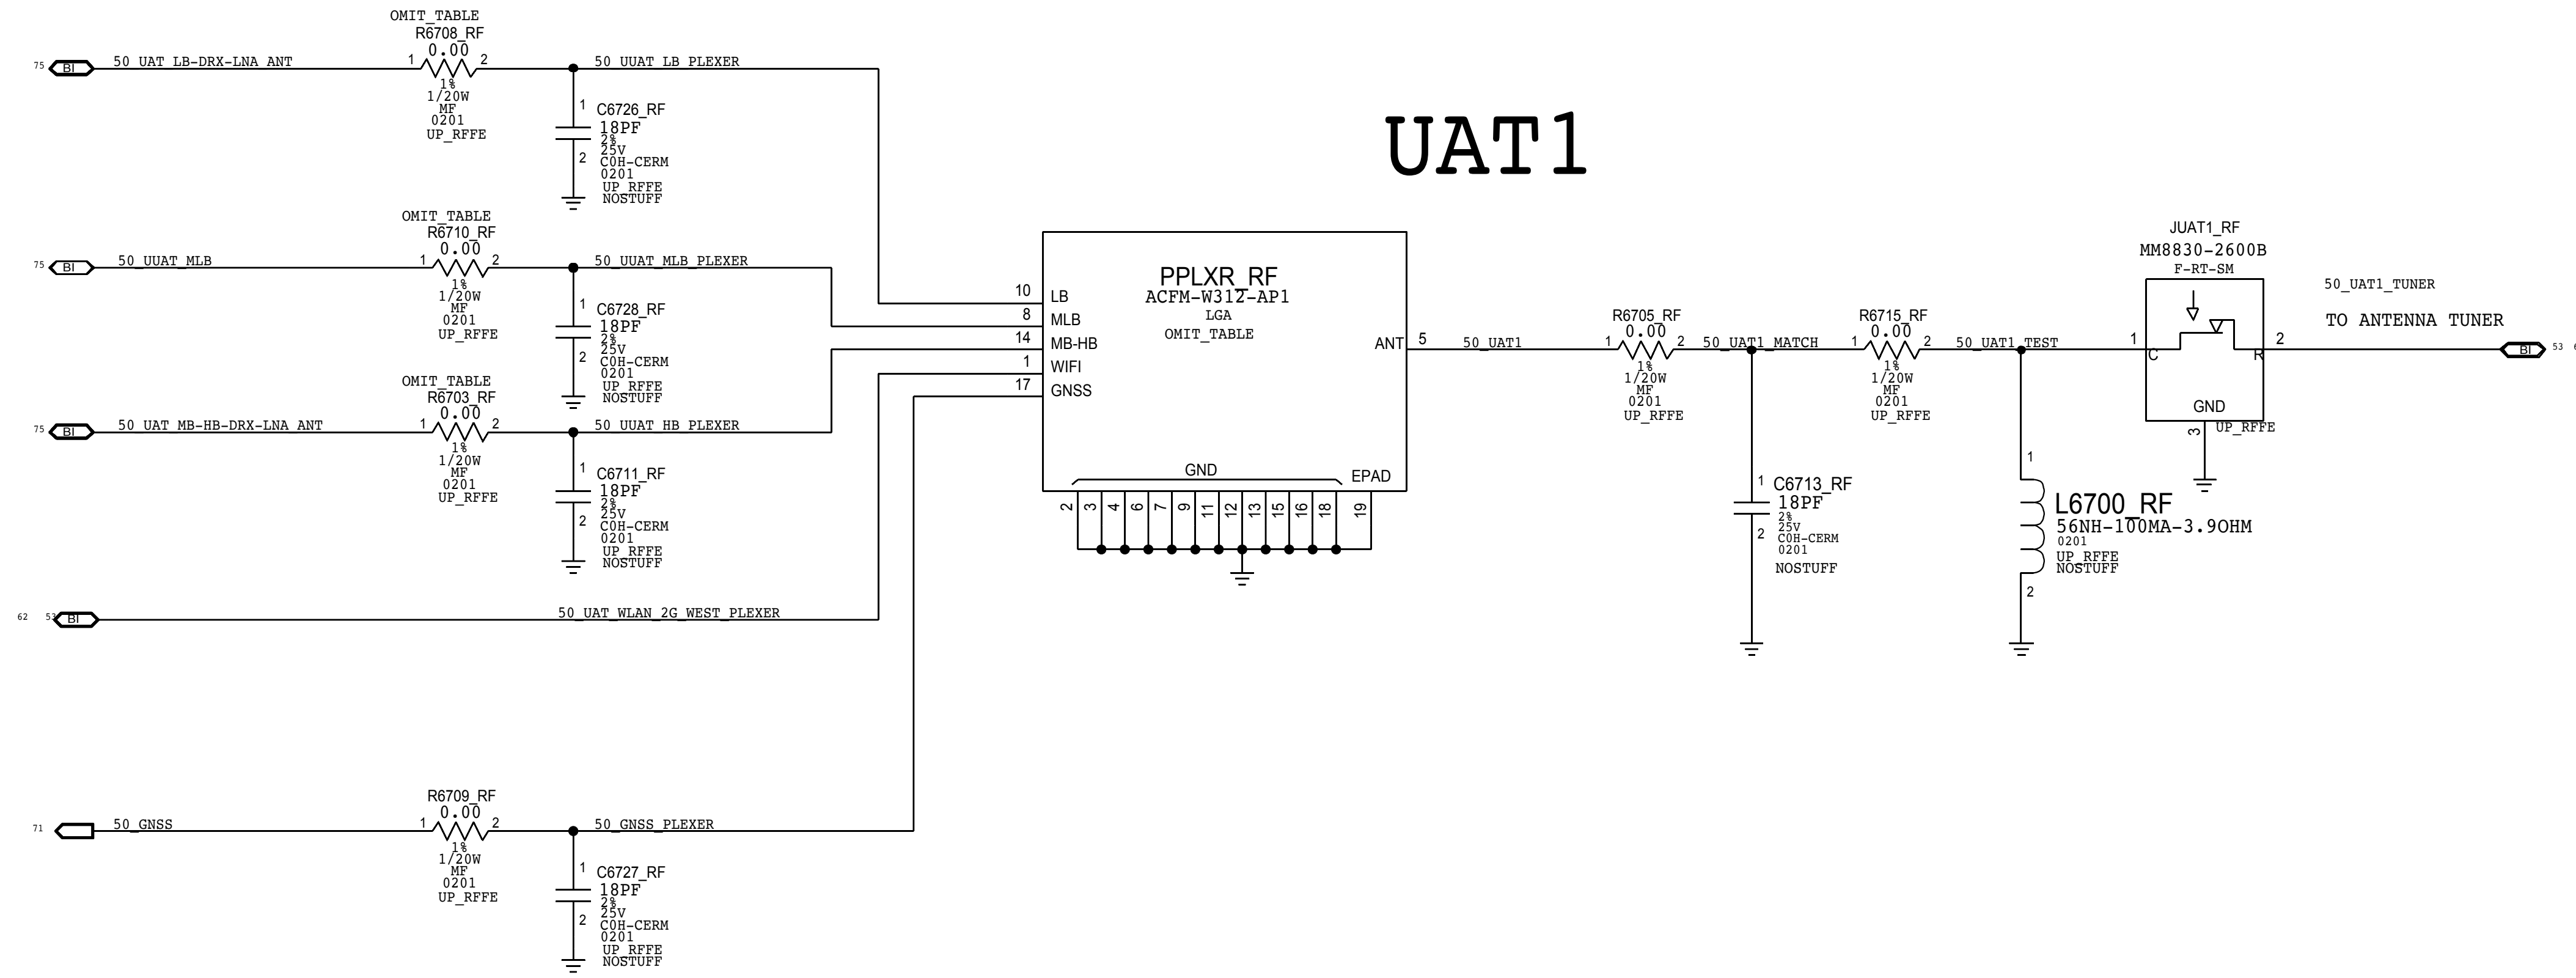 UAT1
OMIT_TABLE
R6708_RF
0.00
75 BI 50_UAT_LB-DRX-LNA_ANT 1 2 50_UUAT_LB_PLEXER
1%
1/20W
MF
0201
UP_RFFE
1 C6726_RF
18PF
2%
25V
2 C0H-CERM
0201
UP_RFFE
NOSTUFF
OMIT_TABLE
R6710_RF
0.00
75 BI 50_UUAT_MLB 1 2 50_UUAT_MLB_PLEXER
1%
1/20W
MF
0201
UP_RFFE
1 C6728_RF
18PF
2%
25V
2 C0H-CERM
0201
UP_RFFE
NOSTUFF
OMIT_TABLE
R6703_RF
0.00
75 BI 50_UAT_MB-HB-DRX-LNA_ANT 1 2 50_UUAT_HB_PLEXER
1%
1/20W
MF
0201
UP_RFFE
1 C6711_RF
18PF
2%
25V
2 C0H-CERM
0201
UP_RFFE
NOSTUFF
62 53 BI 50_UAT_WLAN_2G_WEST_PLEXER
R6709_RF
0.00
71 50_GNSS 1 2 50_GNSS_PLEXER
1%
1/20W
MF
0201
UP_RFFE
1 C6727_RF
18PF
2%
25V
2 C0H-CERM
0201
UP_RFFE
NOSTUFF
PPLXR_RF
ACFM-W312-AP1
LGA
OMIT_TABLE
10 LB
8 MLB
14 MB-HB
1 WIFI
17 GNSS
ANT 5
GND EPAD
2 3 4 6 7 9 11 12 13 15 16 18 19
50_UAT1
R6705_RF
0.00
1 2
1%
1/20W
MF
0201
UP_RFFE
50_UAT1_MATCH
1 C6713_RF
18PF
2%
25V
2 C0H-CERM
0201
NOSTUFF
R6715_RF
0.00
1 2
1%
1/20W
MF
0201
UP_RFFE
50_UAT1_TEST
1
L6700_RF
56NH-100MA-3.9OHM
0201
UP_RFFE
NOSTUFF
2
JUAT1_RF
MM8830-2600B
F-RT-SM
1 C R 2
GND
3 UP_RFFE
50_UAT1_TUNER
TO ANTENNA TUNER
BI 53